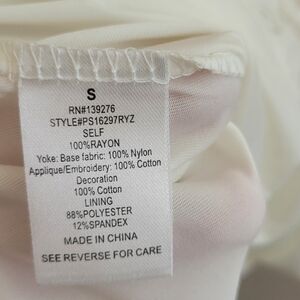 S
RN#139276
STYLE#PS16297RYZ
SELF
100%RAYON
Yoke: Base fabric: 100% Nylon
Applique/Embroidery: 100% Cotton
Decoration
100% Cotton
LINING
88%POLYESTER
12%SPANDEX
MADE IN CHINA
SEE REVERSE FOR CARE